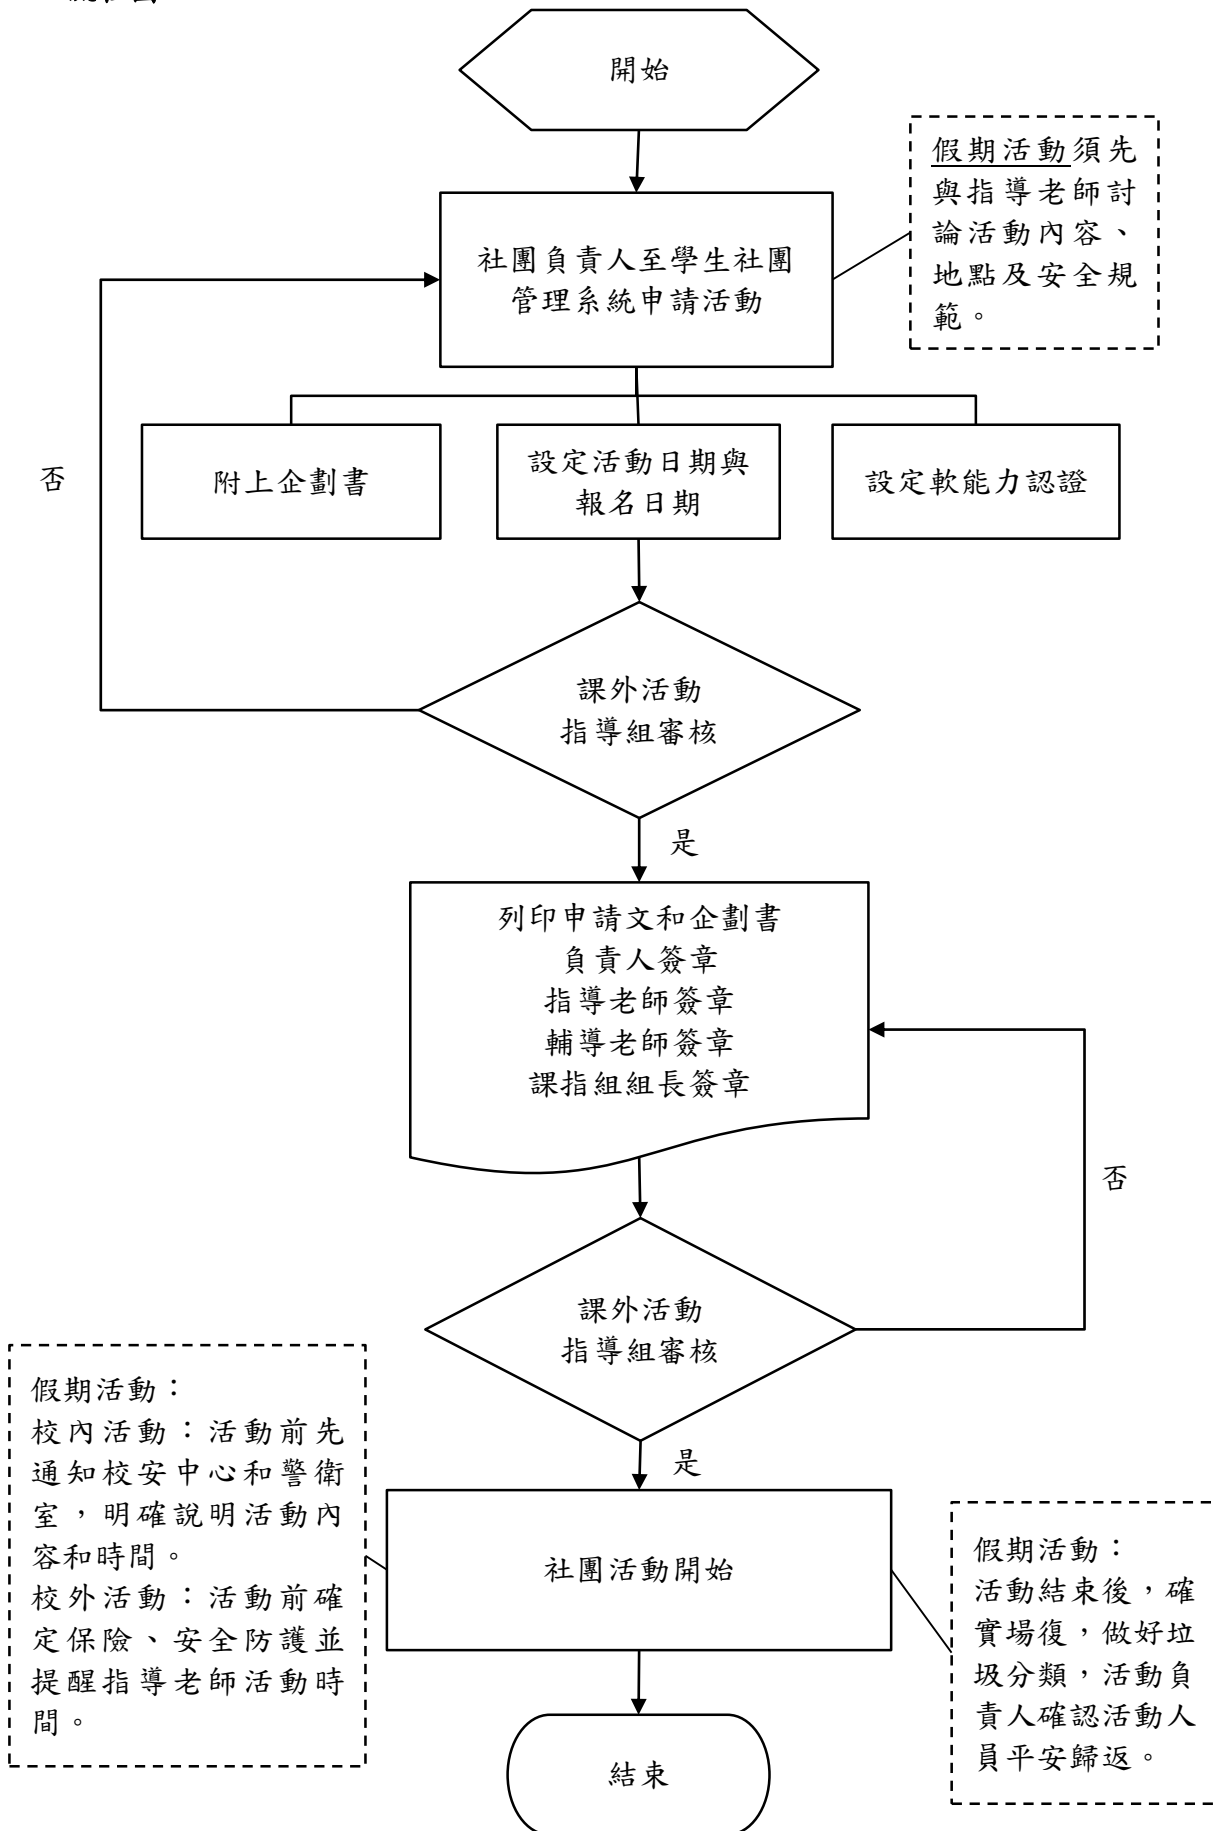 開始
假期活動須先
與指導老師討
論活動內容、
地點及安全規
範。
社團負責人至學生社團
管理系統申請活動
否
附上企劃書
設定活動日期與
報名日期
設定軟能力認證
課外活動
指導組審核
是
列印申請文和企劃書
負責人簽章
指導老師簽章
輔導老師簽章
課指組組長簽章
否
課外活動
指導組審核
是
假期活動：
校內活動：活動前先
通知校安中心和警衛
室，明確說明活動內
容和時間。
校外活動：活動前確
定保險、安全防護並
提醒指導老師活動時
間。
社團活動開始
假期活動：
活動結束後，確
實場復，做好垃
圾分類，活動負
責人確認活動人
員平安歸返。
結束